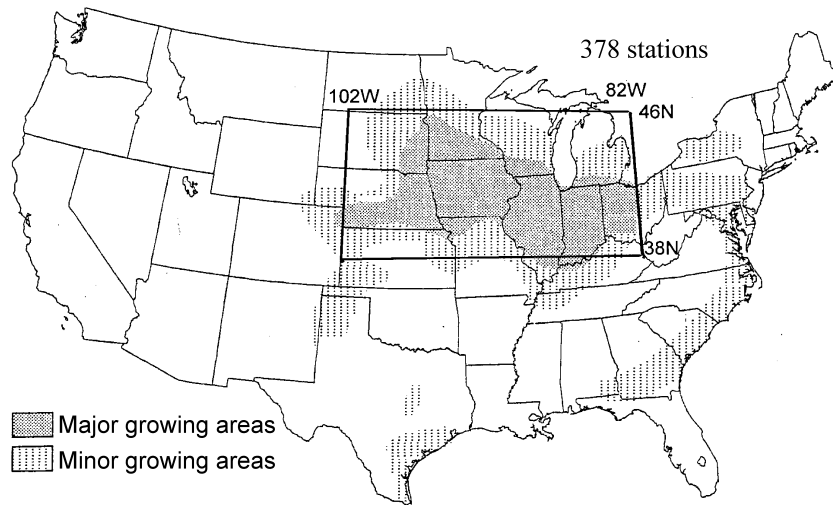 378 stations
102W
82W
46N
38N
Major growing areas
Minor growing areas